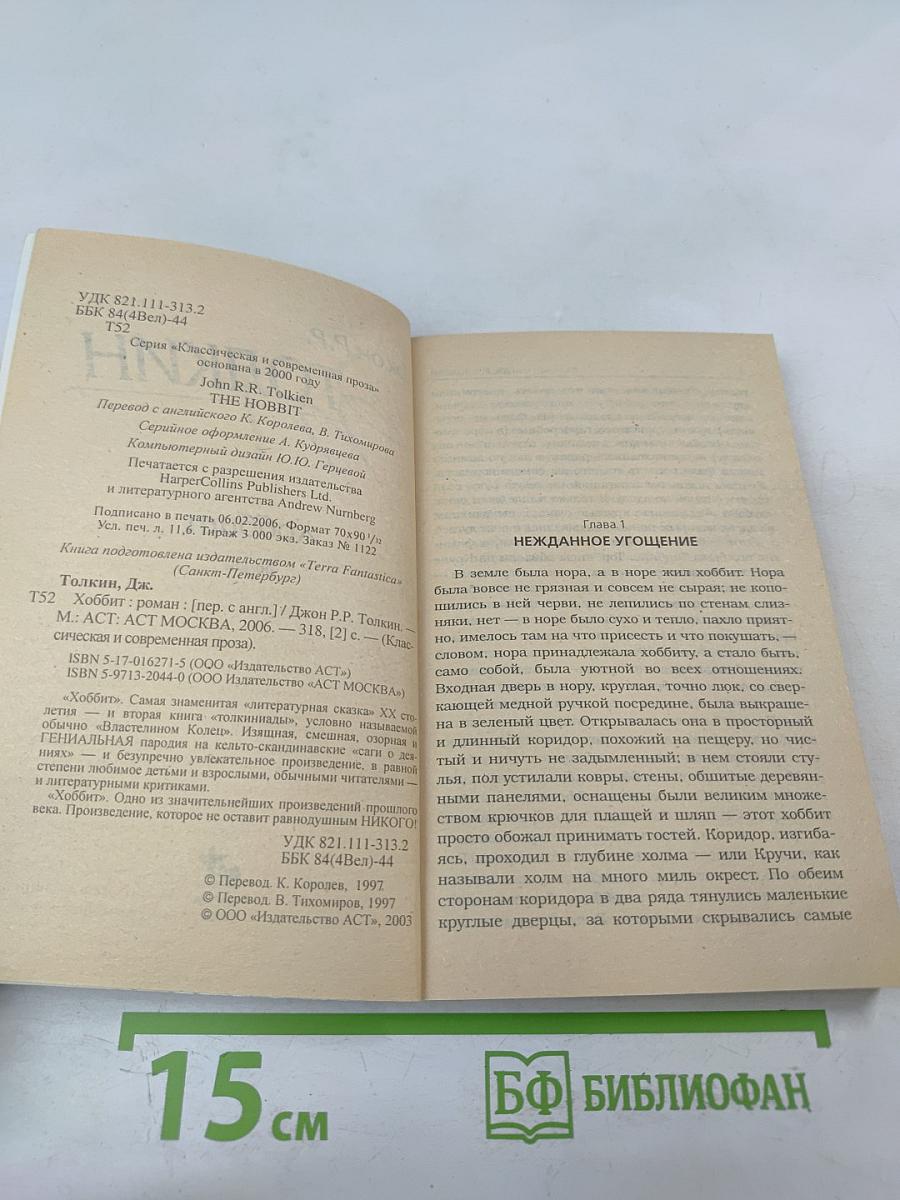 УДК 821.111-313.2
ББК 84(4Вел)-44
Т52
Серия «Классическая и современная проза»
основана в 2000 году
John R.R. Tolkien
THE HOBBIT
Перевод с английского К. Королева, В. Тихомирова
Серийное оформление А. Кудрявцева
Компьютерный дизайн Ю.Ю. Герцевой
Печатается с разрешения издательства
HarperCollins Publishers Ltd.
и литературного агентства Andrew Nurnberg
Подписано в печать 06.02.2006. Формат 70х90 1/32
Усл. печ. л. 11,6. Тираж 3 000 экз. Заказ № 1122
Книга подготовлена издательством «Terra Fantastica»
(Санкт-Петербург)
Толкин, Дж.
Т52 Хоббит : роман : [пер. с англ.] / Джон Р.Р. Толкин. —
М.: АСТ: АСТ МОСКВА, 2006. — 318, [2] с. — (Клас-
сическая и современная проза).
ISBN 5-17-016271-5 (ООО «Издательство АСТ»)
ISBN 5-9713-2044-0 (ООО Издательство «АСТ МОСКВА»)
«Хоббит». Самая знаменитая «литературная сказка» XX сто-
летия — и вторая книга «толкиниады», условно называемой
обычно «Властелином Колец». Изящная, смешная, озорная и
ГЕНИАЛЬНАЯ пародия на кельто-скандинавские «саги о дея-
ниях» — и безупречно увлекательное произведение, в равной
степени любимое детьми и взрослыми, обычными читателями —
и литературными критиками.
«Хоббит». Одно из значительнейших произведений прошлого
века. Произведение, которое не оставит равнодушным НИКОГО!
УДК 821.111-313.2
ББК 84(4Вел)-44
© Перевод. К. Королев, 1997
© Перевод. В. Тихомиров, 1997
© ООО «Издательство АСТ», 2003
Глава 1
НЕЖДАННОЕ УГОЩЕНИЕ
В земле была нора, а в норе жил хоббит. Нора
была вовсе не грязная и совсем не сырая; не копо-
шились в ней черви, не лепились по стенам слиз-
няки, нет — в норе было сухо и тепло, пахло прият-
но, имелось там на что присесть и что покушать, —
словом, нора принадлежала хоббиту, а стало быть,
само собой, была уютной во всех отношениях.
Входная дверь в нору, круглая, точно люк, со свер-
кающей медной ручкой посредине, была выкраше-
на в зеленый цвет. Открывалась она в просторный
и длинный коридор, похожий на пещеру, но чис-
тый и ничуть не задымленный; в нем стояли сту-
лья, пол устилали ковры, стены, обшитые деревян-
ными панелями, оснащены были великим множе-
ством крючков для плащей и шляп — этот хоббит
просто обожал принимать гостей. Коридор, изгиба-
ясь, проходил в глубине холма — или Кручи, как
называли холм на много миль окрест. По обеим
сторонам коридора в два ряда тянулись маленькие
круглые дверцы, за которыми скрывались самые
15 см
БФ БИБЛИОФАН